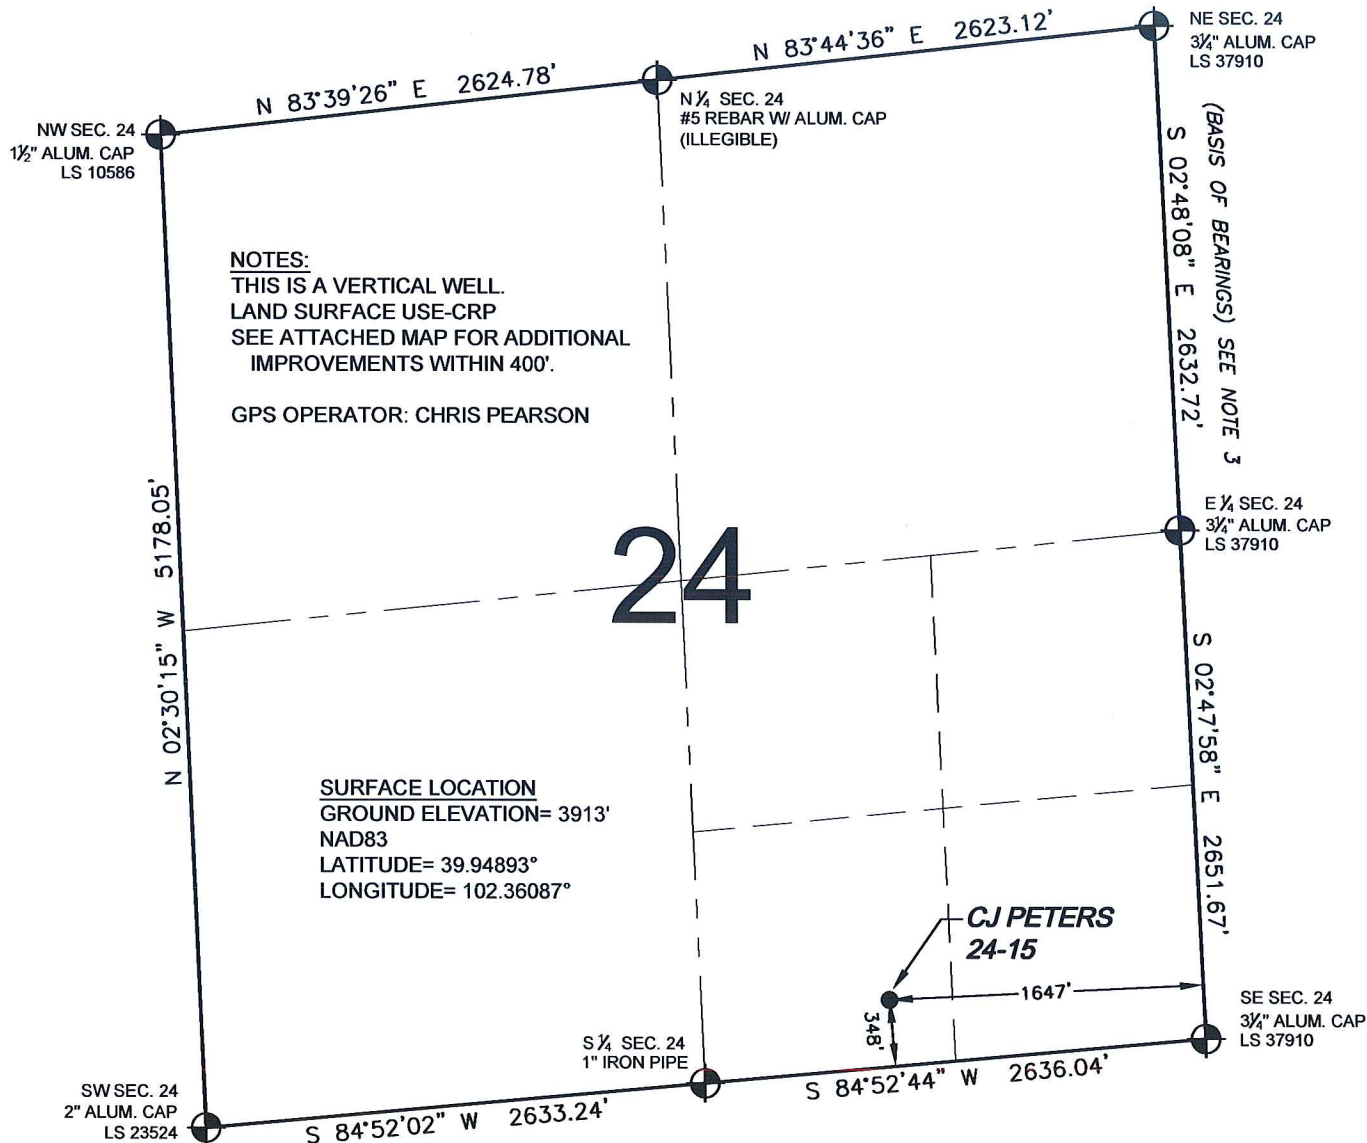 NE SEC. 24
3¼" ALUM. CAP
LS 37910
N 83°44'36" E 2623.12'
N 83°39'26" E 2624.78'
N ¼ SEC. 24
#5 REBAR W/ ALUM. CAP
(ILLEGIBLE)
NW SEC. 24
1½" ALUM. CAP
LS 10586
(BASIS OF BEARINGS) SEE NOTE 3
S 02°48'08" E 2632.72'
NOTES:
THIS IS A VERTICAL WELL.
LAND SURFACE USE-CRP
SEE ATTACHED MAP FOR ADDITIONAL
IMPROVEMENTS WITHIN 400'.
GPS OPERATOR: CHRIS PEARSON
N 02°30'15" W 5178.05'
24
E ¼ SEC. 24
3¼" ALUM. CAP
LS 37910
S 02°47'58" E 2651.67'
SURFACE LOCATION
GROUND ELEVATION= 3913'
NAD83
LATITUDE= 39.94893°
LONGITUDE= 102.36087°
CJ PETERS
24-15
1647'
348'
SE SEC. 24
3¼" ALUM. CAP
LS 37910
S ¼ SEC. 24
1" IRON PIPE
S 84°52'44" W 2636.04'
SW SEC. 24
2" ALUM. CAP
LS 23524
S 84°52'02" W 2633.24'